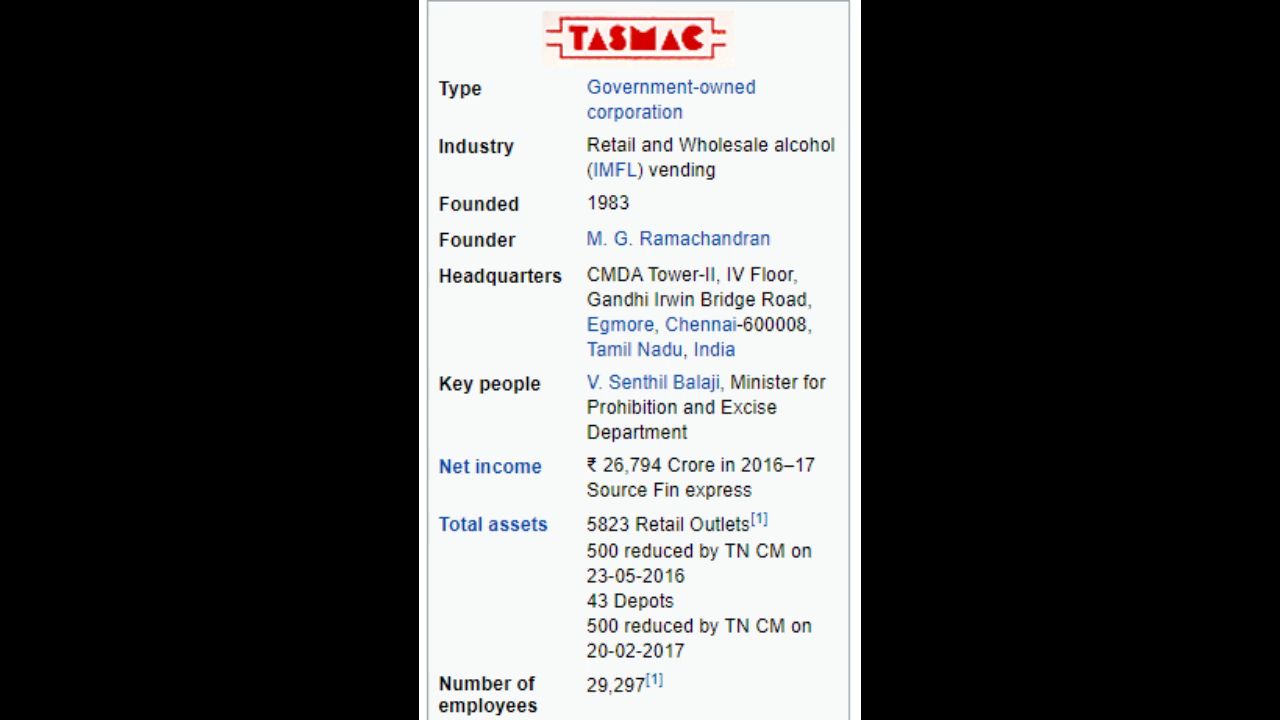 TASMAC
Type Government-owned
corporation
Industry Retail and Wholesale alcohol
(IMFL) vending
Founded 1983
Founder M. G. Ramachandran
Headquarters CMDA Tower-II, IV Floor,
Gandhi Irwin Bridge Road,
Egmore, Chennai-600008,
Tamil Nadu, India
Key people V. Senthil Balaji, Minister for
Prohibition and Excise
Department
Net income ₹ 26,794 Crore in 2016–17
Source Fin express
Total assets 5823 Retail Outlets[1]
500 reduced by TN CM on
23-05-2016
43 Depots
500 reduced by TN CM on
20-02-2017
Number of 29,297[1]
employees